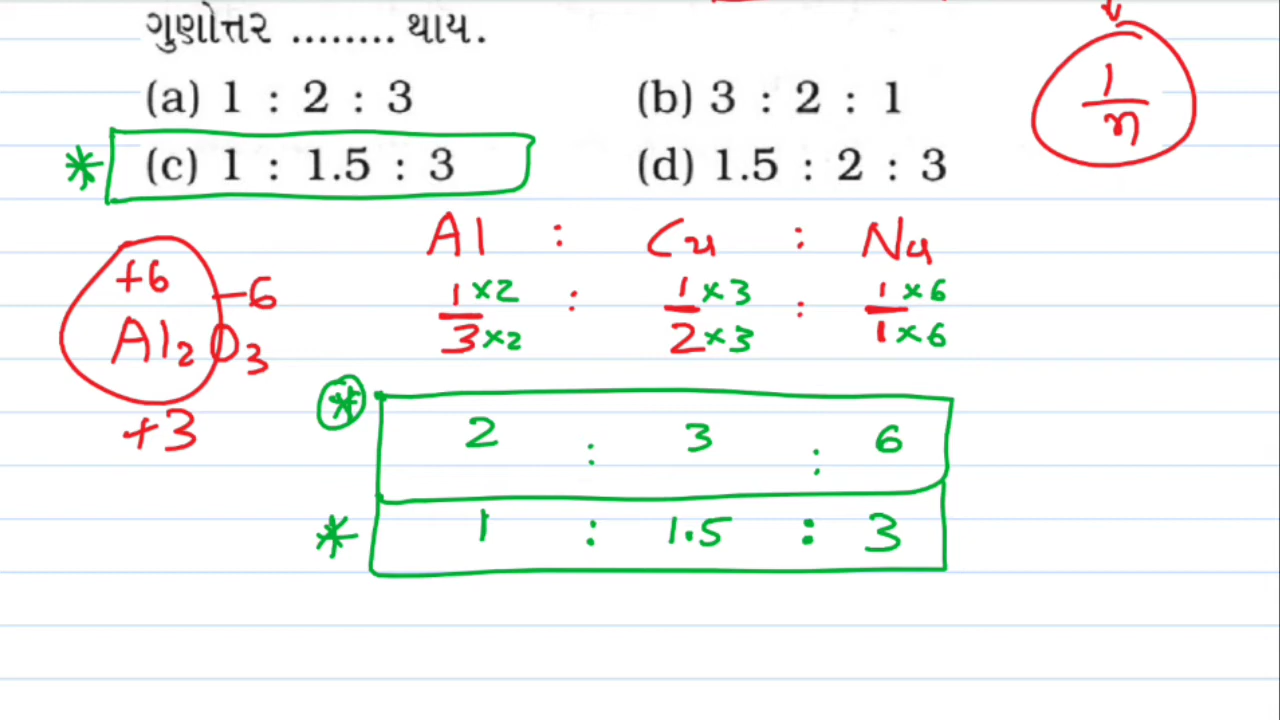 ગુણોત્તર ........ થાય.
1/n
(a) 1 : 2 : 3 (b) 3 : 2 : 1
* (c) 1 : 1.5 : 3 (d) 1.5 : 2 : 3
Al : Cu : Na
+6 -6
Al₂O₃
+3
1×2/3×2 : 1×3/2×3 : 1×6/1×6
* 2 : 3 : 6
* 1 : 1.5 : 3